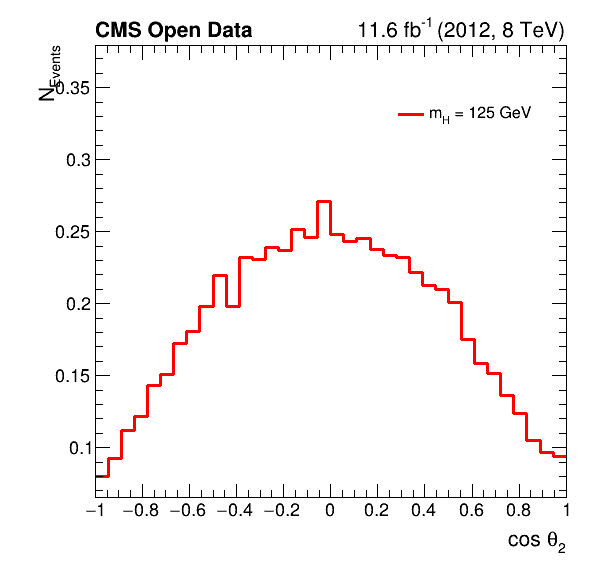 CMS Open Data 11.6 fb-1 (2012, 8 TeV)
NEvents
0.35
mH = 125 GeV
0.3
0.25
0.2
0.15
0.1
−1 −0.8 −0.6 −0.4 −0.2 0 0.2 0.4 0.6 0.8 1
cos θ2